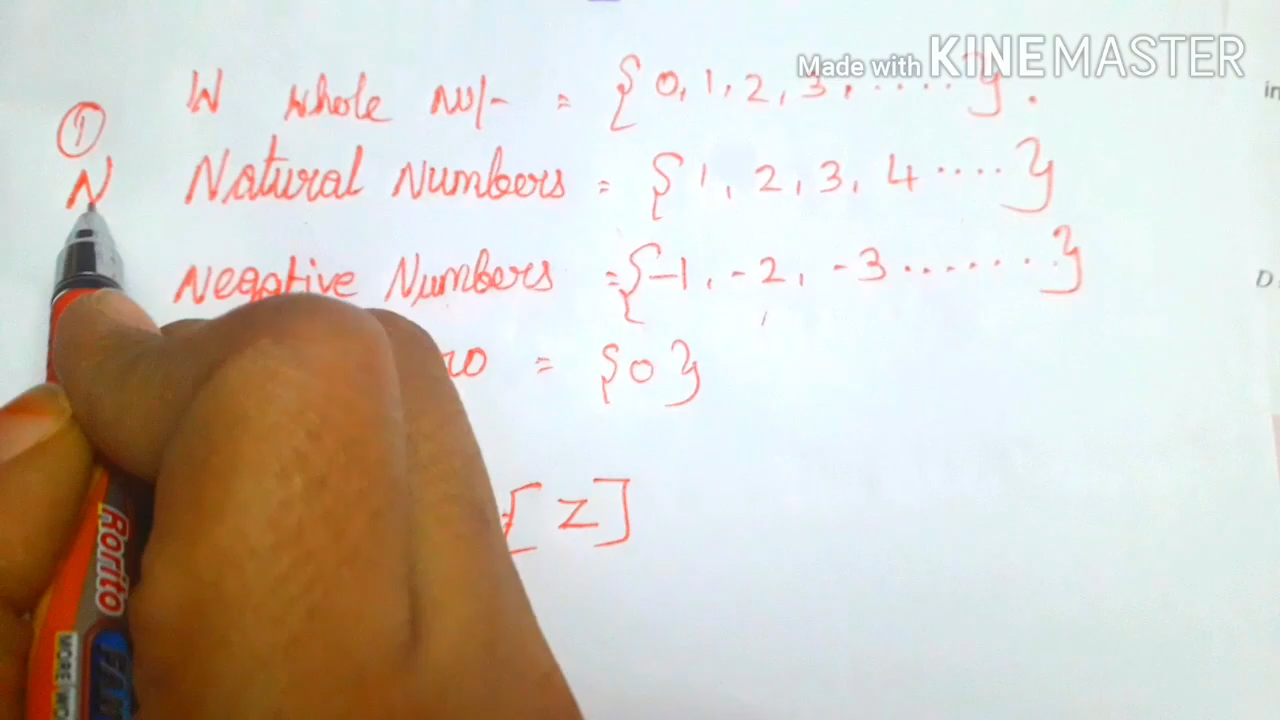 Made with KINEMASTER
W whole no/- = {0, 1, 2, 3, ..... }.
①
N Natural Numbers = {1, 2, 3, 4 .... }
Negative Numbers = {-1, -2, -3 ....... }
= {0}
[Z]
Rorito
MORE